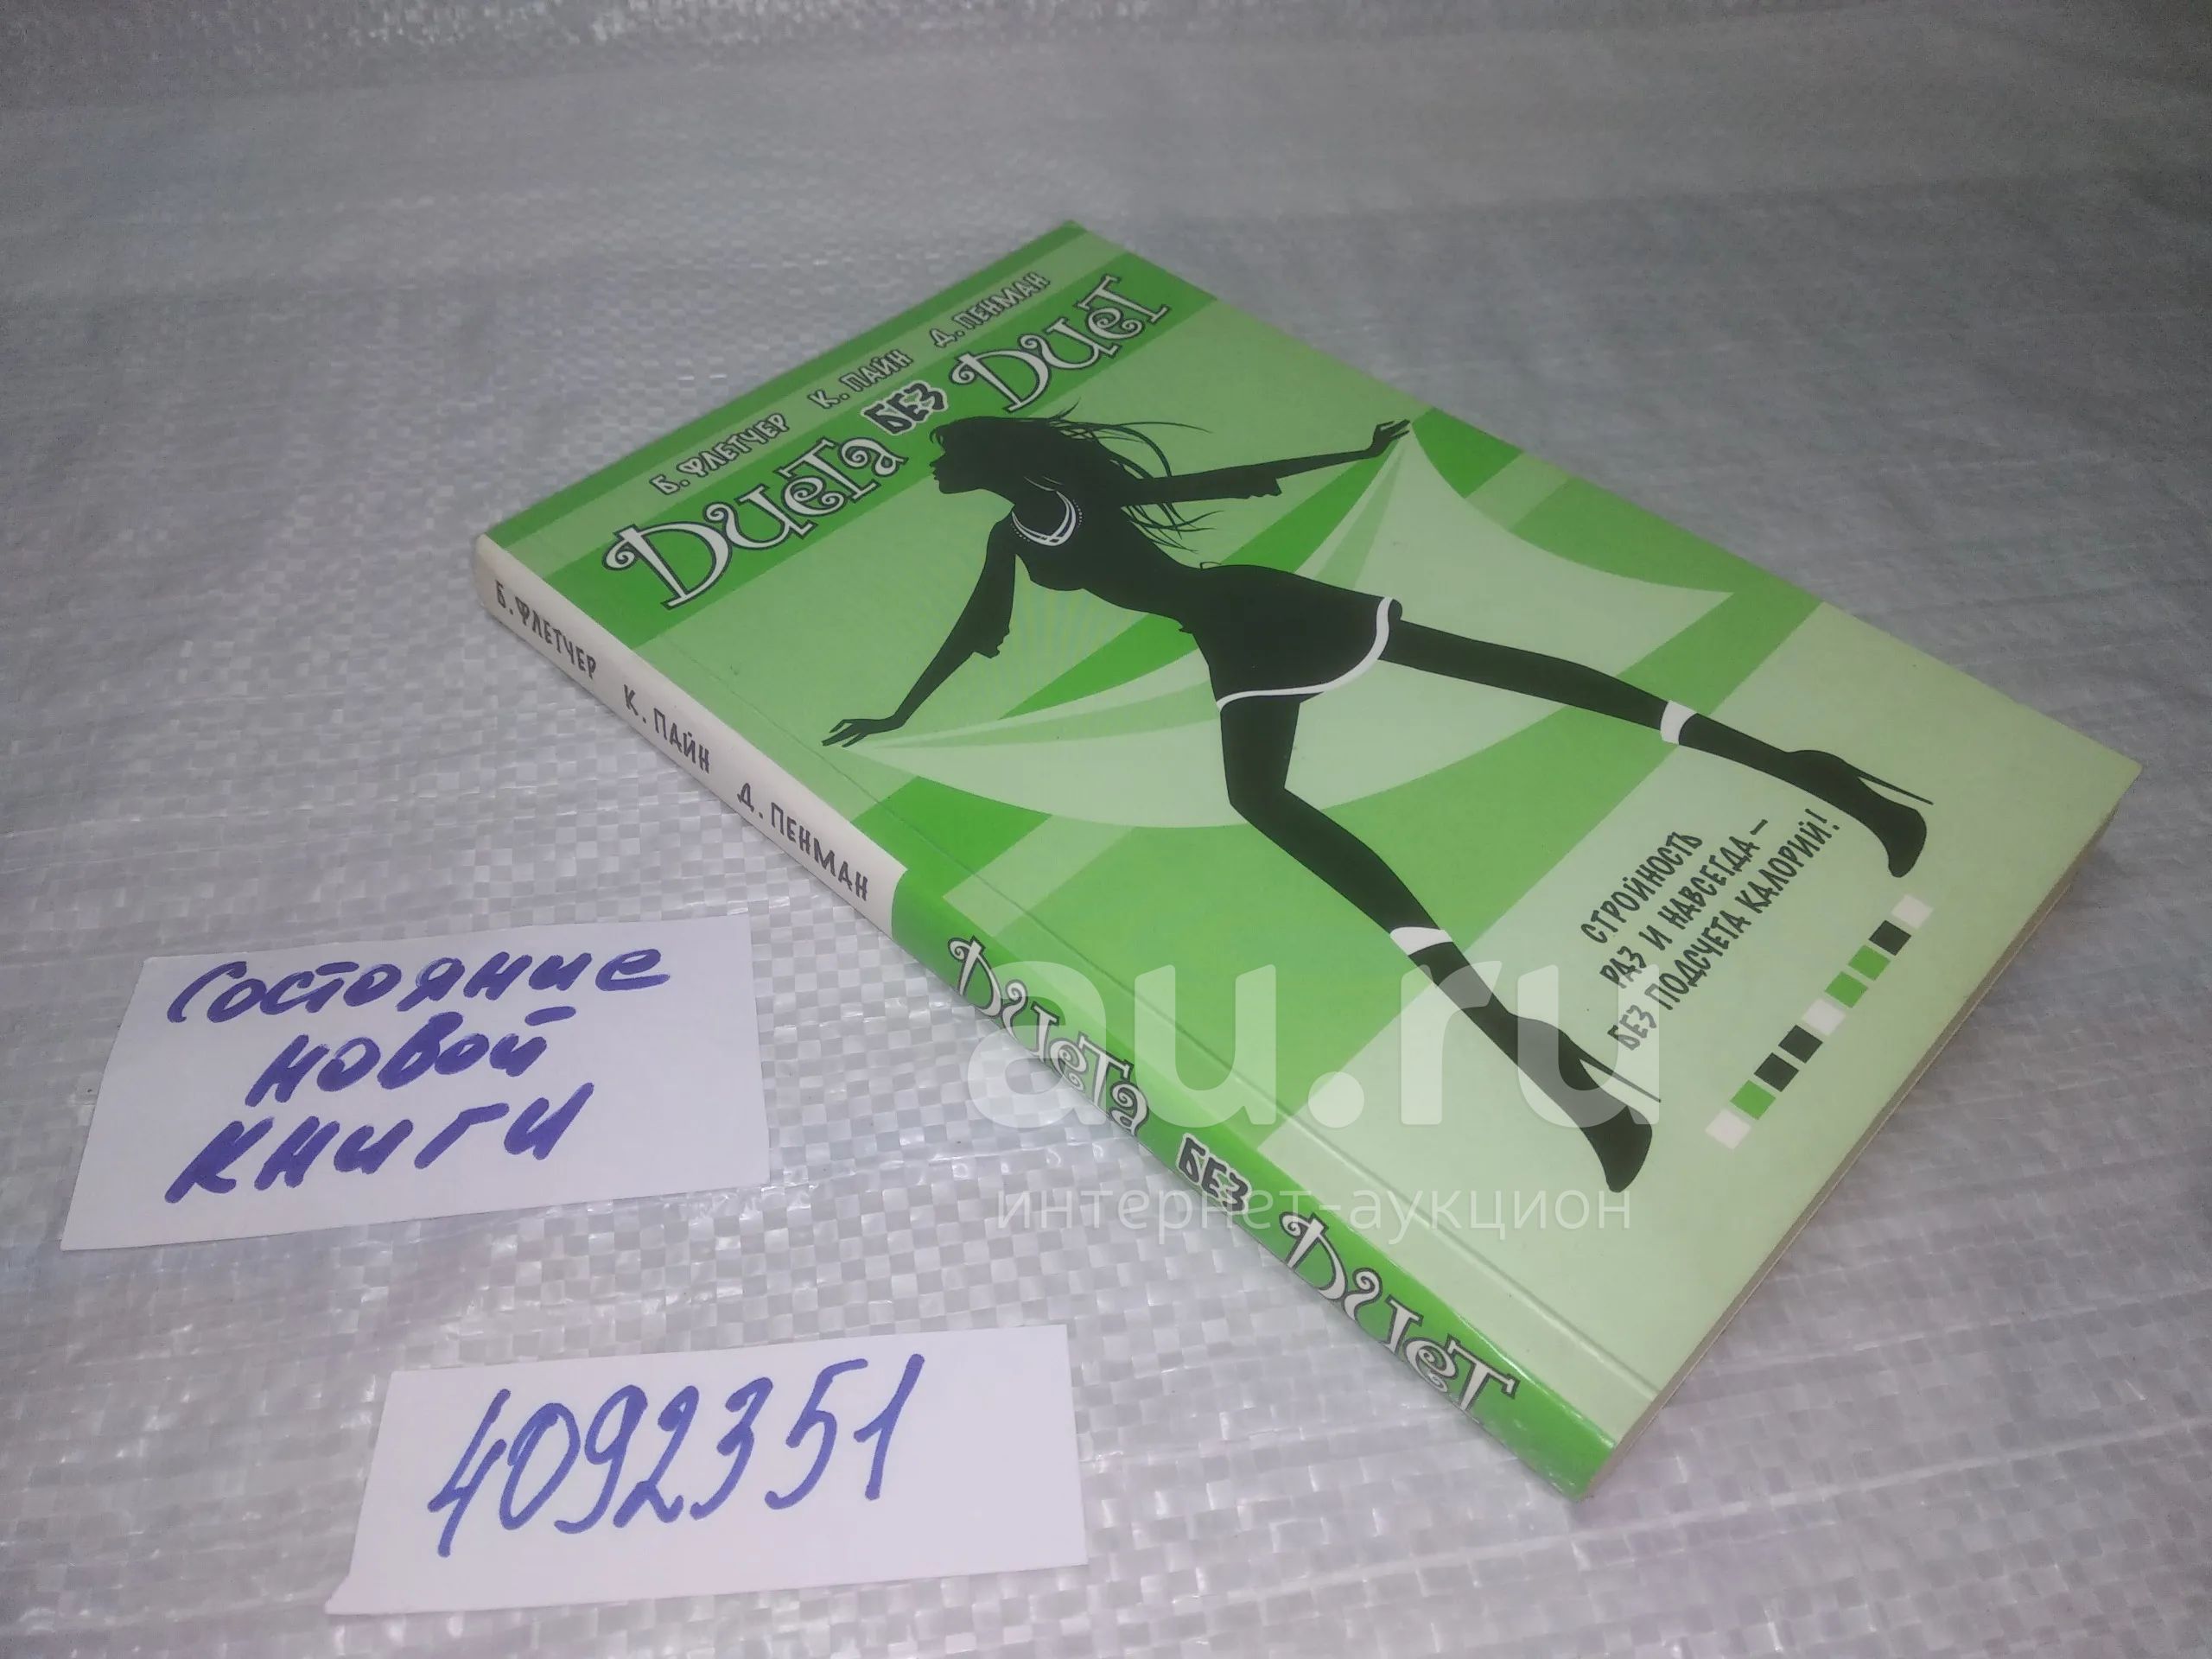 Б. ФЛЕТЧЕР К. ПАЙН Д. ПЕНМАН
Диета БЕЗ Диет
СТРОЙНОСТЬ
РАЗ И НАВСЕГДА –
БЕЗ ПОДСЧЕТА КАЛОРИЙ!
Б. ФЛЕТЧЕР К. ПАЙН Д. ПЕНМАН Диета БЕЗ Диет
Состояние
новой
книги
4092351
au.ru
интернет-аукцион